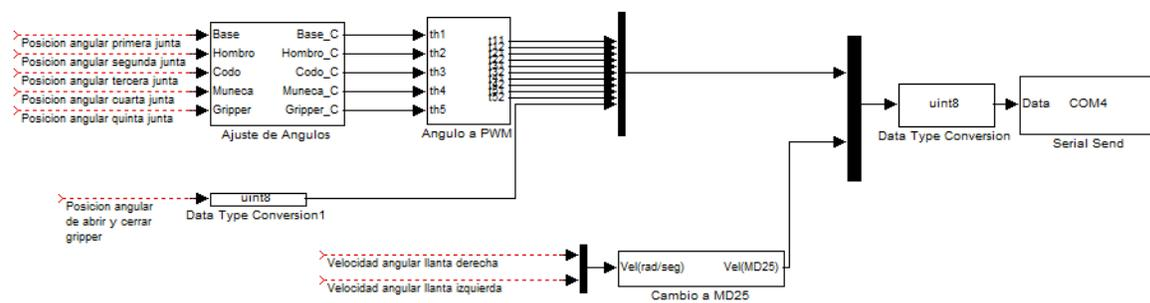 Posicion angular primera junta
Posicion angular segunda junta
Posicion angular tercera junta
Posicion angular cuarta junta
Posicion angular quinta junta
Base
Hombro
Codo
Muneca
Gripper
Base_C
Hombro_C
Codo_C
Muneca_C
Gripper_C
Ajuste de Angulos
th1
th2
th3
th4
th5
t11
t52
Angulo a PWM
Posicion angular
de abrir y cerrar
gripper
uint8
Data Type Conversion1
Velocidad angular llanta derecha
Velocidad angular llanta izquierda
Vel(rad/seg)
Vel(MD25)
Cambio a MD25
uint8
Data Type Conversion
Data
COM4
Serial Send